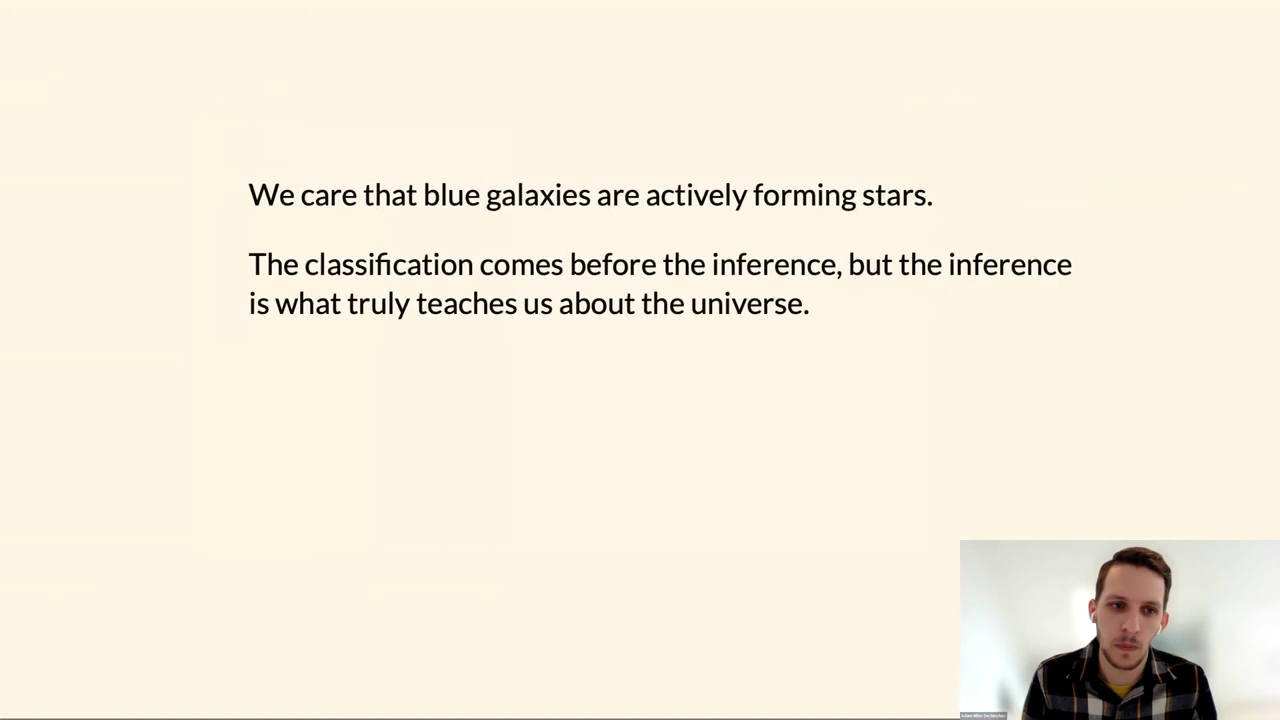 We care that blue galaxies are actively forming stars.
The classification comes before the inference, but the inference
is what truly teaches us about the universe.